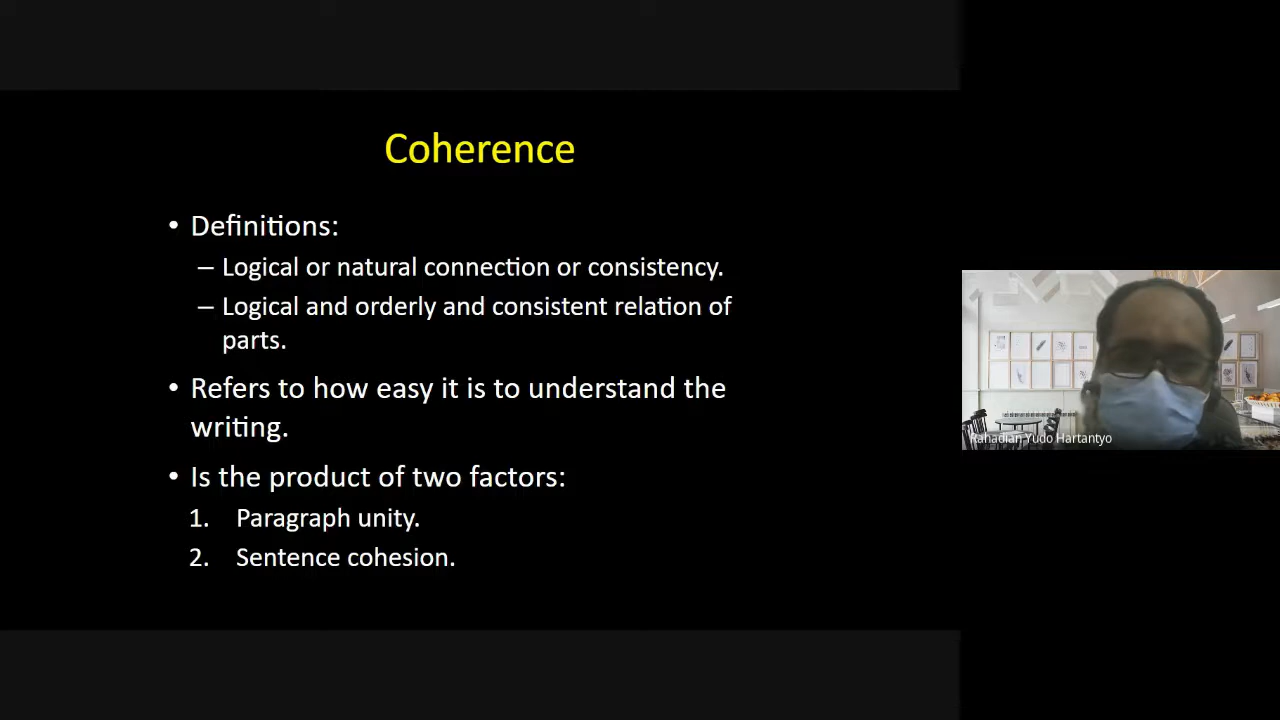 Coherence
• Definitions:
– Logical or natural connection or consistency.
– Logical and orderly and consistent relation of
parts.
• Refers to how easy it is to understand the
writing.
• Is the product of two factors:
1. Paragraph unity.
2. Sentence cohesion.
Rahadian Yudo Hartantyo